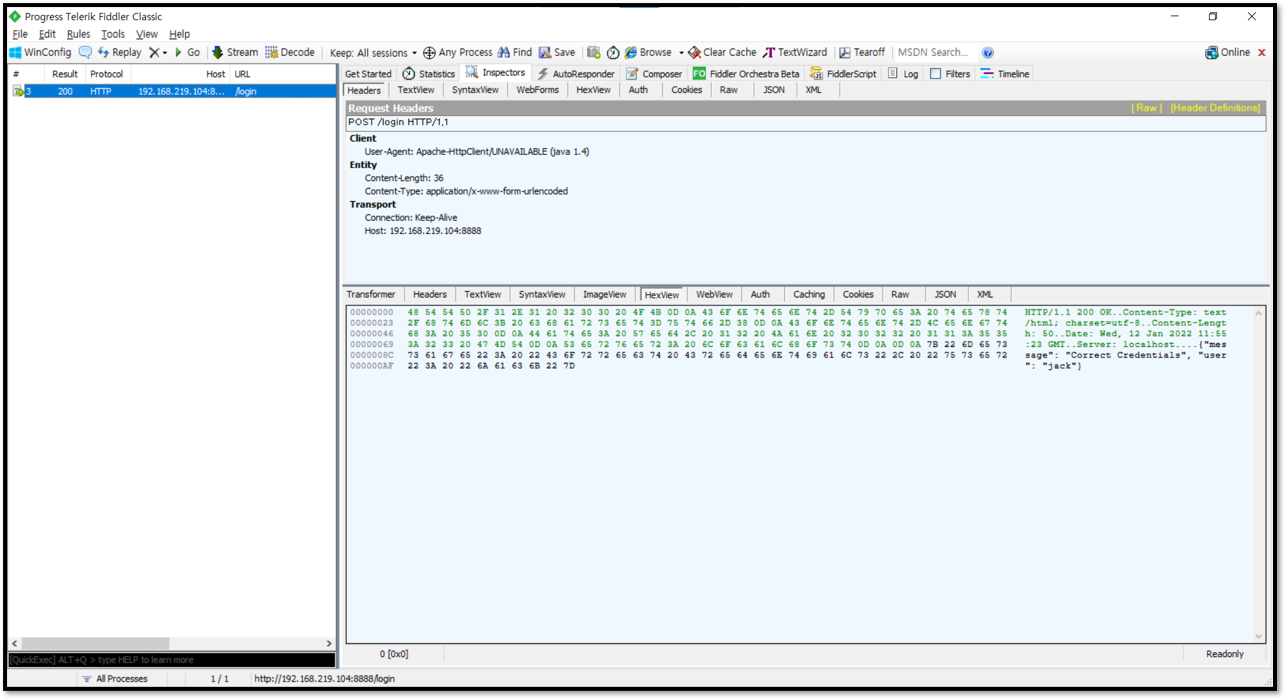 Progress Telerik Fiddler Classic
File Edit Rules Tools View Help
WinConfig Replay Go Stream Decode Keep: All sessions Any Process Find Save Browse Clear Cache TextWizard Tearoff MSDN Search... Online
# Result Protocol Host URL
3 200 HTTP 192.168.219.104:8... /login
Get Started Statistics Inspectors AutoResponder Composer FO Fiddler Orchestra Beta FiddlerScript Log Filters Timeline
Headers TextView SyntaxView WebForms HexView Auth Cookies Raw JSON XML
Request Headers [ Raw ] [Header Definitions]
POST /login HTTP/1.1
Client
User-Agent: Apache-HttpClient/UNAVAILABLE (java 1.4)
Entity
Content-Length: 36
Content-Type: application/x-www-form-urlencoded
Transport
Connection: Keep-Alive
Host: 192.168.219.104:8888
Transformer Headers TextView SyntaxView ImageView HexView WebView Auth Caching Cookies Raw JSON XML
00000000 48 54 54 50 2F 31 2E 31 20 32 30 30 20 4F 4B 0D 0A 43 6F 6E 74 65 6E 74 2D 54 79 70 65 3A 20 74 65 78 74 HTTP/1.1 200 OK..Content-Type: text
00000023 2F 68 74 6D 6C 3B 20 63 68 61 72 73 65 74 3D 75 74 66 2D 38 0D 0A 43 6F 6E 74 65 6E 74 2D 4C 65 6E 67 74 /html; charset=utf-8..Content-Lengt
00000046 68 3A 20 35 30 0D 0A 44 61 74 65 3A 20 57 65 64 2C 20 31 32 20 4A 61 6E 20 32 30 32 32 20 31 31 3A 35 35 h: 50..Date: Wed, 12 Jan 2022 11:55
00000069 3A 32 33 20 47 4D 54 0D 0A 53 65 72 76 65 72 3A 20 6C 6F 63 61 6C 68 6F 73 74 0D 0A 0D 0A 7B 22 6D 65 73 :23 GMT..Server: localhost....{"mes
0000008C 73 61 67 65 22 3A 20 22 43 6F 72 72 65 63 74 20 43 72 65 64 65 6E 74 69 61 6C 73 22 2C 20 22 75 73 65 72 sage": "Correct Credentials", "user
000000AF 22 3A 20 22 6A 61 63 6B 22 7D ": "jack"}
0 [0x0] Readonly
[QuickExec] ALT+Q > type HELP to learn more
All Processes 1 / 1 http://192.168.219.104:8888/login